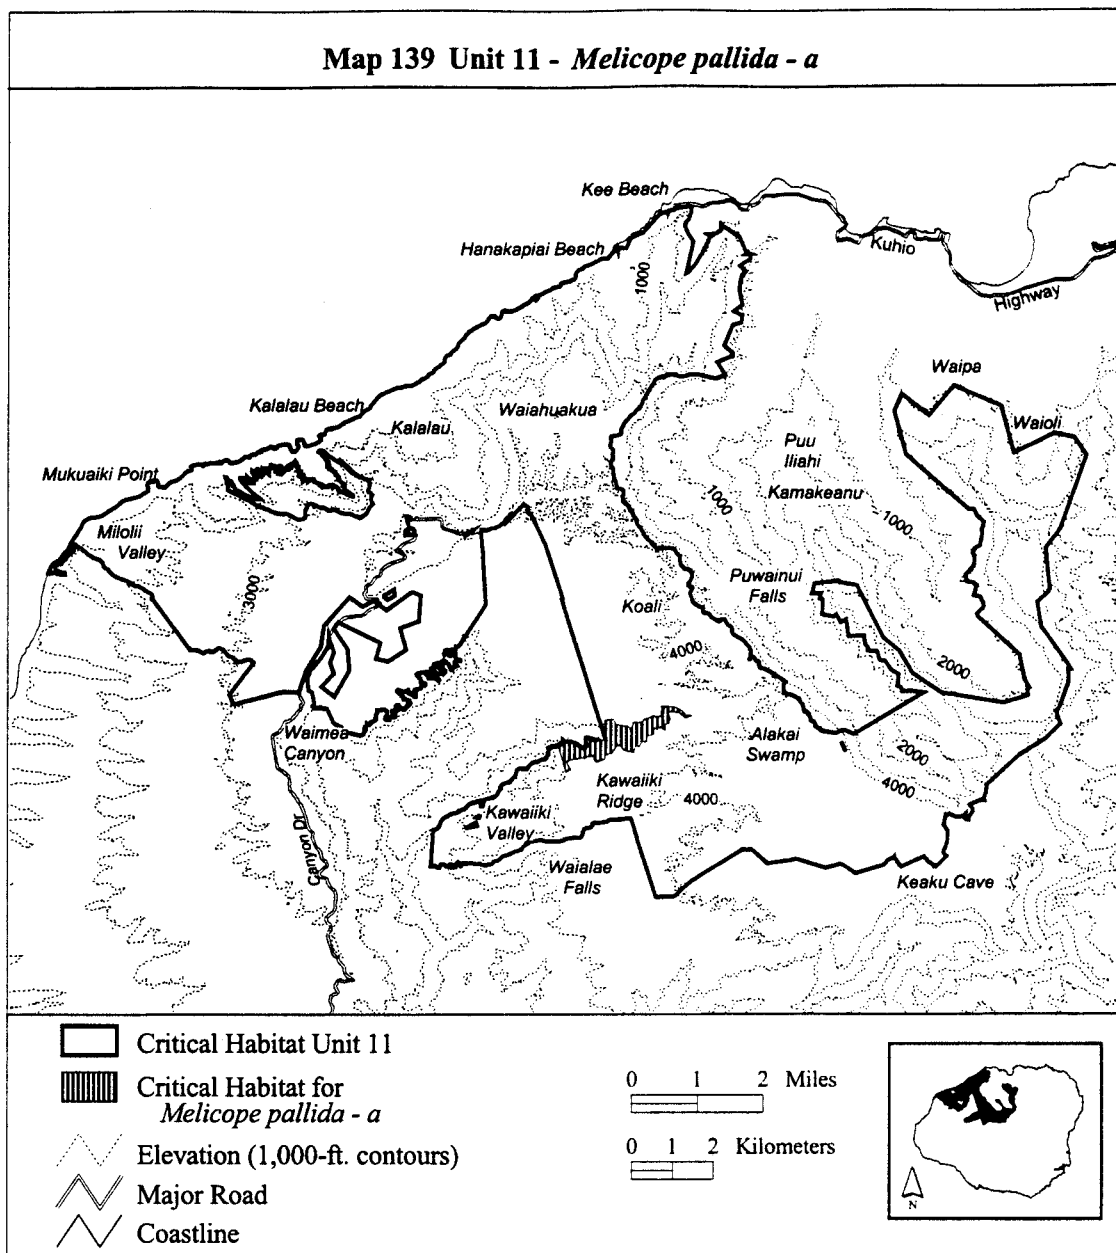 Map 139 Unit 11 - Melicope pallida - a
Kee Beach
Hanakapiai Beach
1000
Kuhio
Highway
Waipa
Kalalau Beach
Waiahuakua
Kalalau
Waioli
Puu
Iliahi
Mukuaiki Point
Kamakeanu
1000
1000
Milolii
Valley
3000
Puwainui
Falls
Koali
4000
2000
Waimea
Canyon
Alakai
Swamp
2000
4000
Kawaiiki
Ridge
4000
Kawaiiki
Valley
Canyon Dr
Waialae
Falls
Keaku Cave
Critical Habitat Unit 11
Critical Habitat for
Melicope pallida - a
Elevation (1,000-ft. contours)
Major Road
Coastline
0 1 2 Miles
0 1 2 Kilometers
N